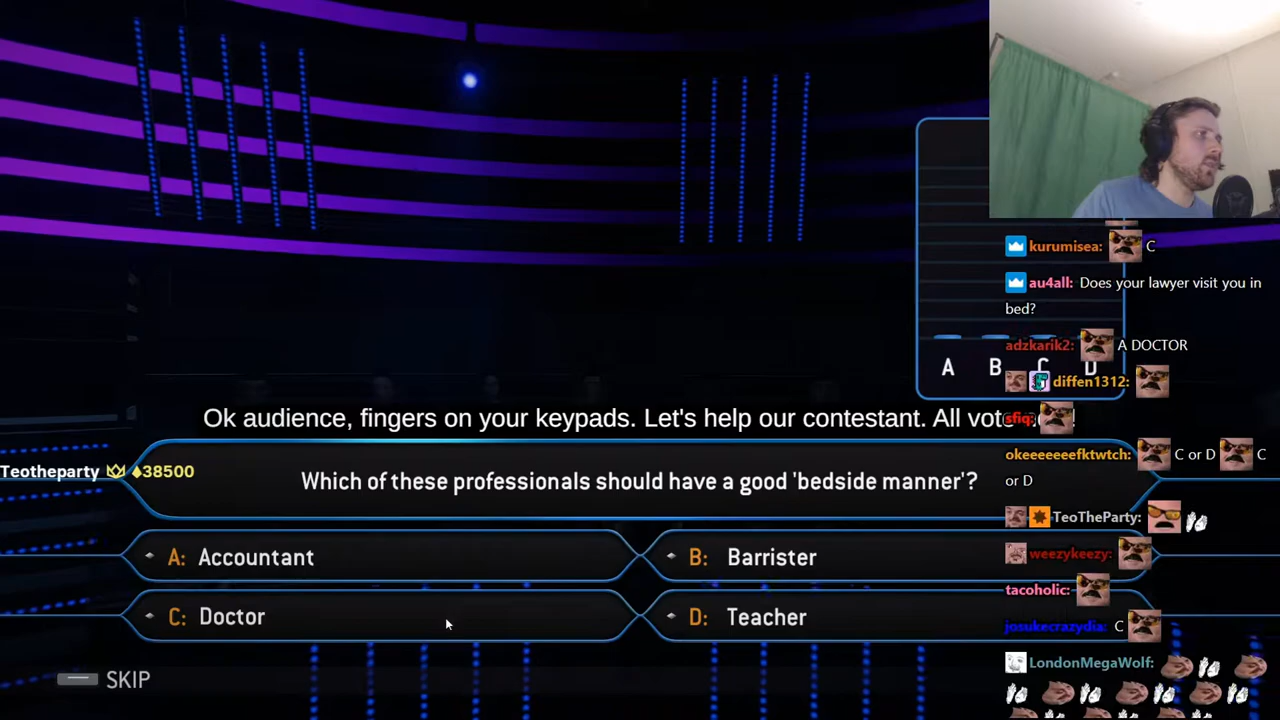 kurumisea: C
au4all: Does your lawyer visit you in
bed?
adzkarik2: A DOCTOR
A B C D
diffen1312:
sfiq:
Ok audience, fingers on your keypads. Let's help our contestant. All vot
okeeeeeeefktwtch: C or D C
or D
Teotheparty 38500
Which of these professionals should have a good 'bedside manner'?
TeoTheParty:
A: Accountant
B: Barrister
weezykeezy:
tacoholic:
C: Doctor
D: Teacher
josukecrazydia: C
LondonMegaWolf:
SKIP